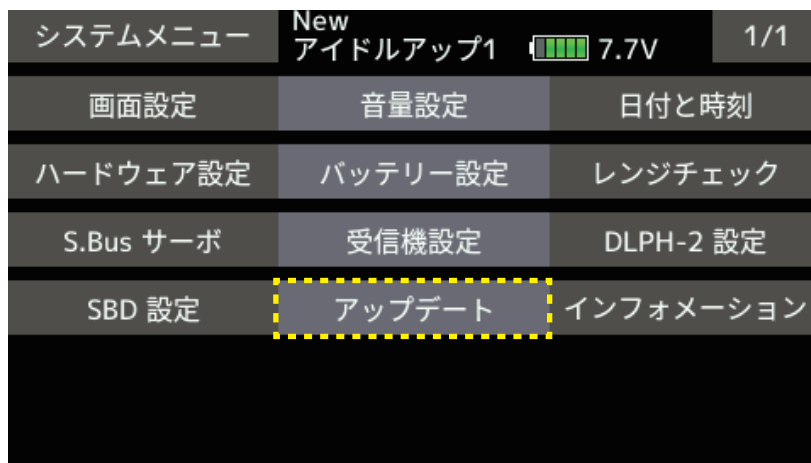 システムメニュー
New
アイドルアップ1
7.7V
1/1
画面設定
音量設定
日付と時刻
ハードウェア設定
バッテリー設定
レンジチェック
S.Bus サーボ
受信機設定
DLPH-2 設定
SBD 設定
アップデート
インフォメーション